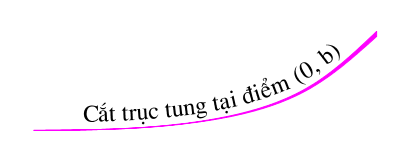 Cắt trục tung tại điểm (0, b)